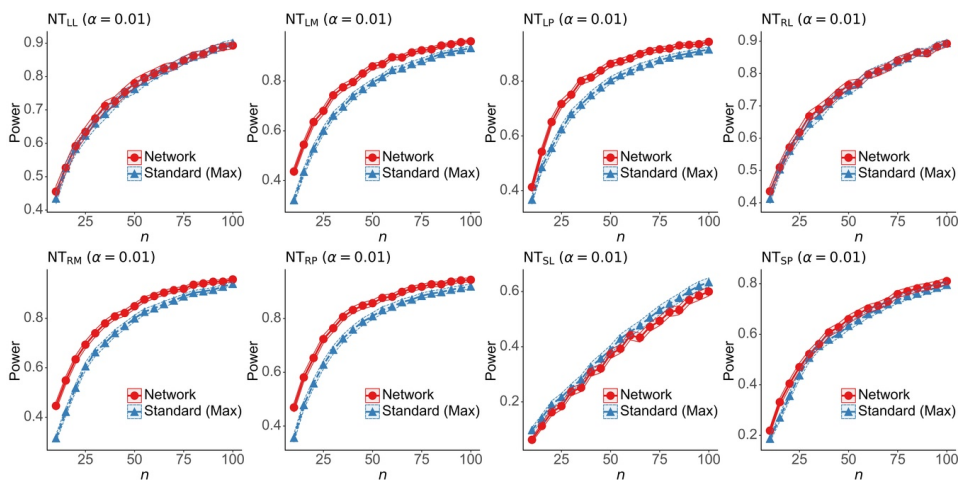 NT_LL (α = 0.01)
0.9
0.8
0.7
0.6
0.5
0.4
Power
Network
Standard (Max)
25 50 75 100
n
NT_LM (α = 0.01)
0.8
0.6
0.4
Power
Network
Standard (Max)
25 50 75 100
n
NT_LP (α = 0.01)
0.8
0.6
0.4
Power
Network
Standard (Max)
25 50 75 100
n
NT_RL (α = 0.01)
0.9
0.8
0.7
0.6
0.5
0.4
Power
Network
Standard (Max)
25 50 75 100
n
NT_RM (α = 0.01)
0.8
0.6
0.4
Power
Network
Standard (Max)
25 50 75 100
n
NT_RP (α = 0.01)
0.8
0.6
0.4
Power
Network
Standard (Max)
25 50 75 100
n
NT_SL (α = 0.01)
0.6
0.4
0.2
Power
Network
Standard (Max)
25 50 75 100
n
NT_SP (α = 0.01)
0.8
0.6
0.4
0.2
Power
Network
Standard (Max)
25 50 75 100
n